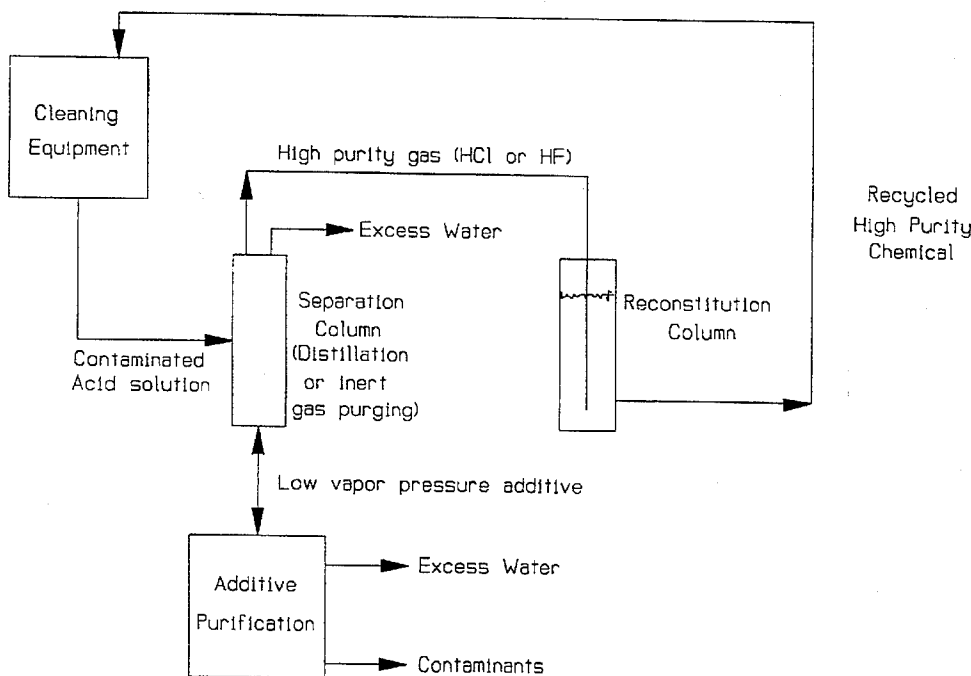 Cleaning
Equipment
High purity gas (HCl or HF)
Recycled
High Purity
Chemical
Excess Water
Separation
Column
(Distillation
or inert
gas purging)
Reconstitution
Column
Contaminated
Acid solution
Low vapor pressure additive
Additive
Purification
Excess Water
Contaminants